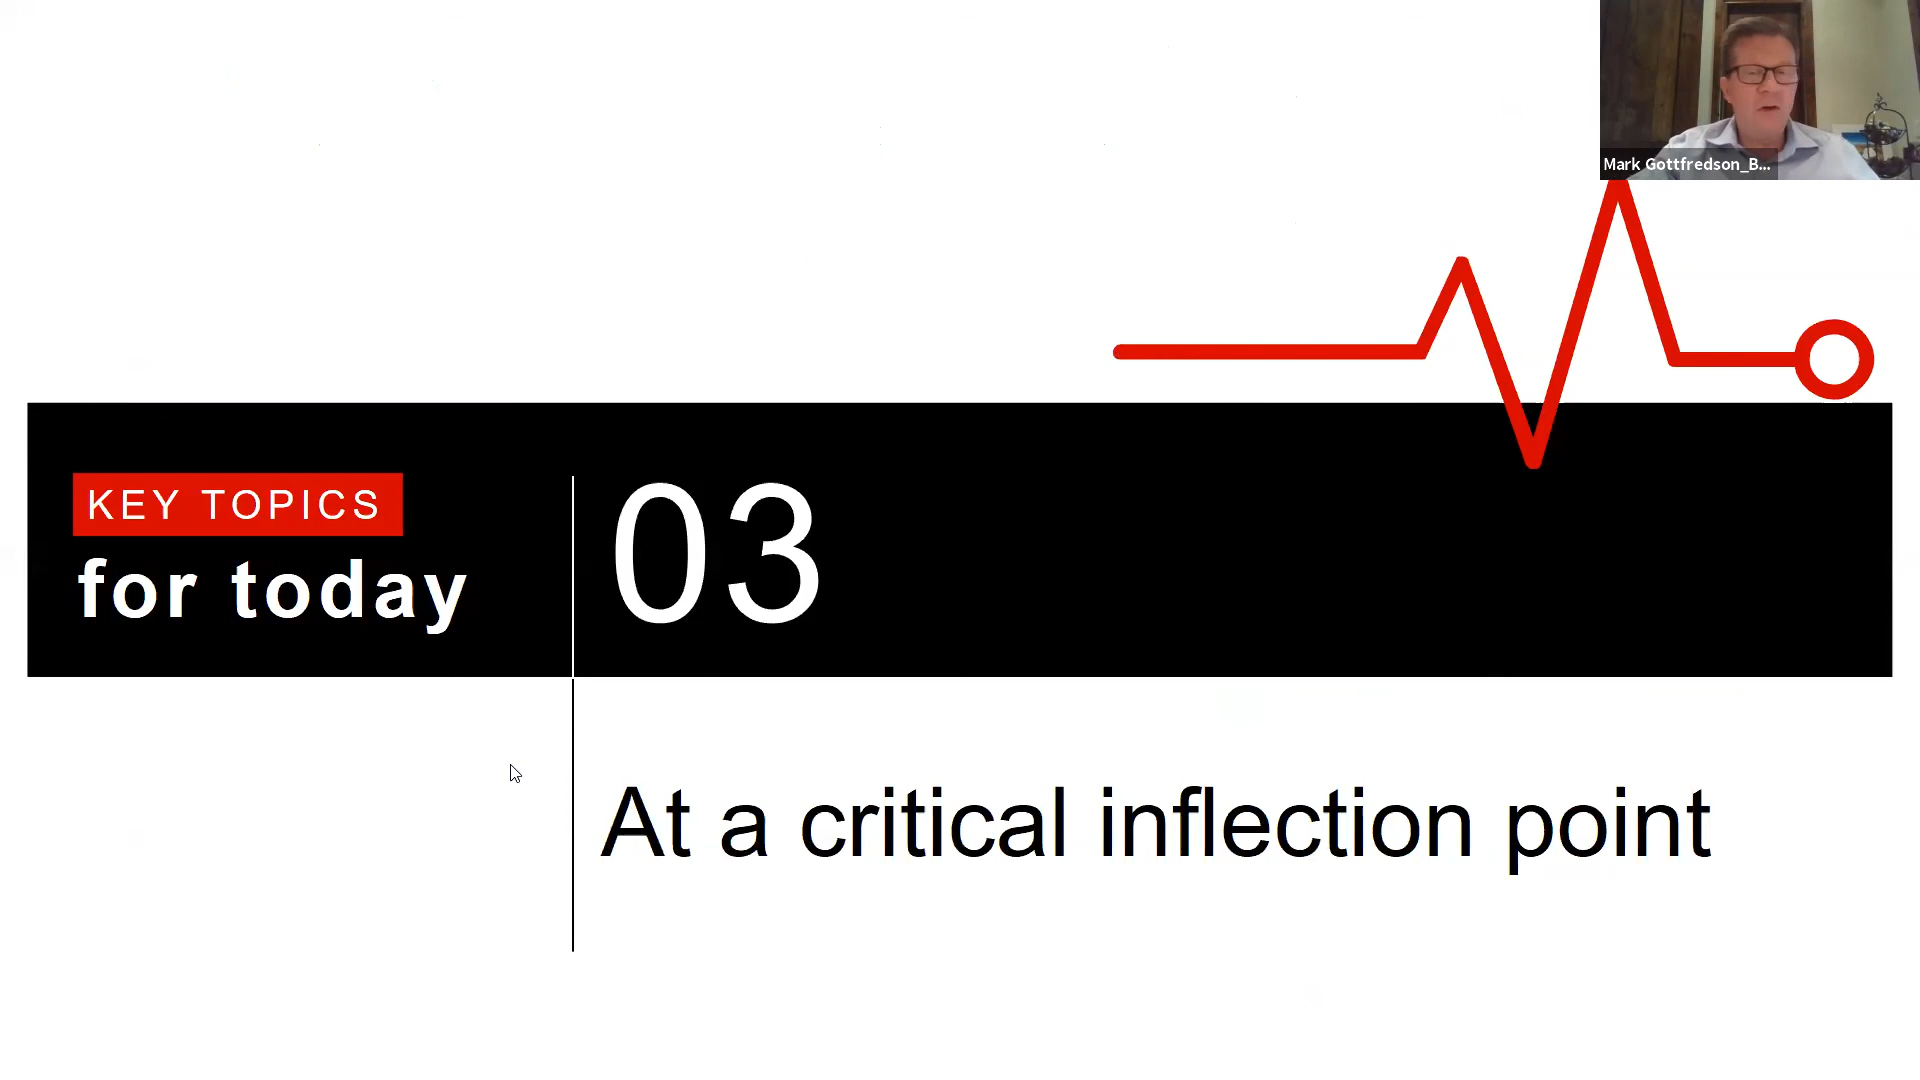 Mark Gottfredson_B...
KEY TOPICS
for today
03
At a critical inflection point